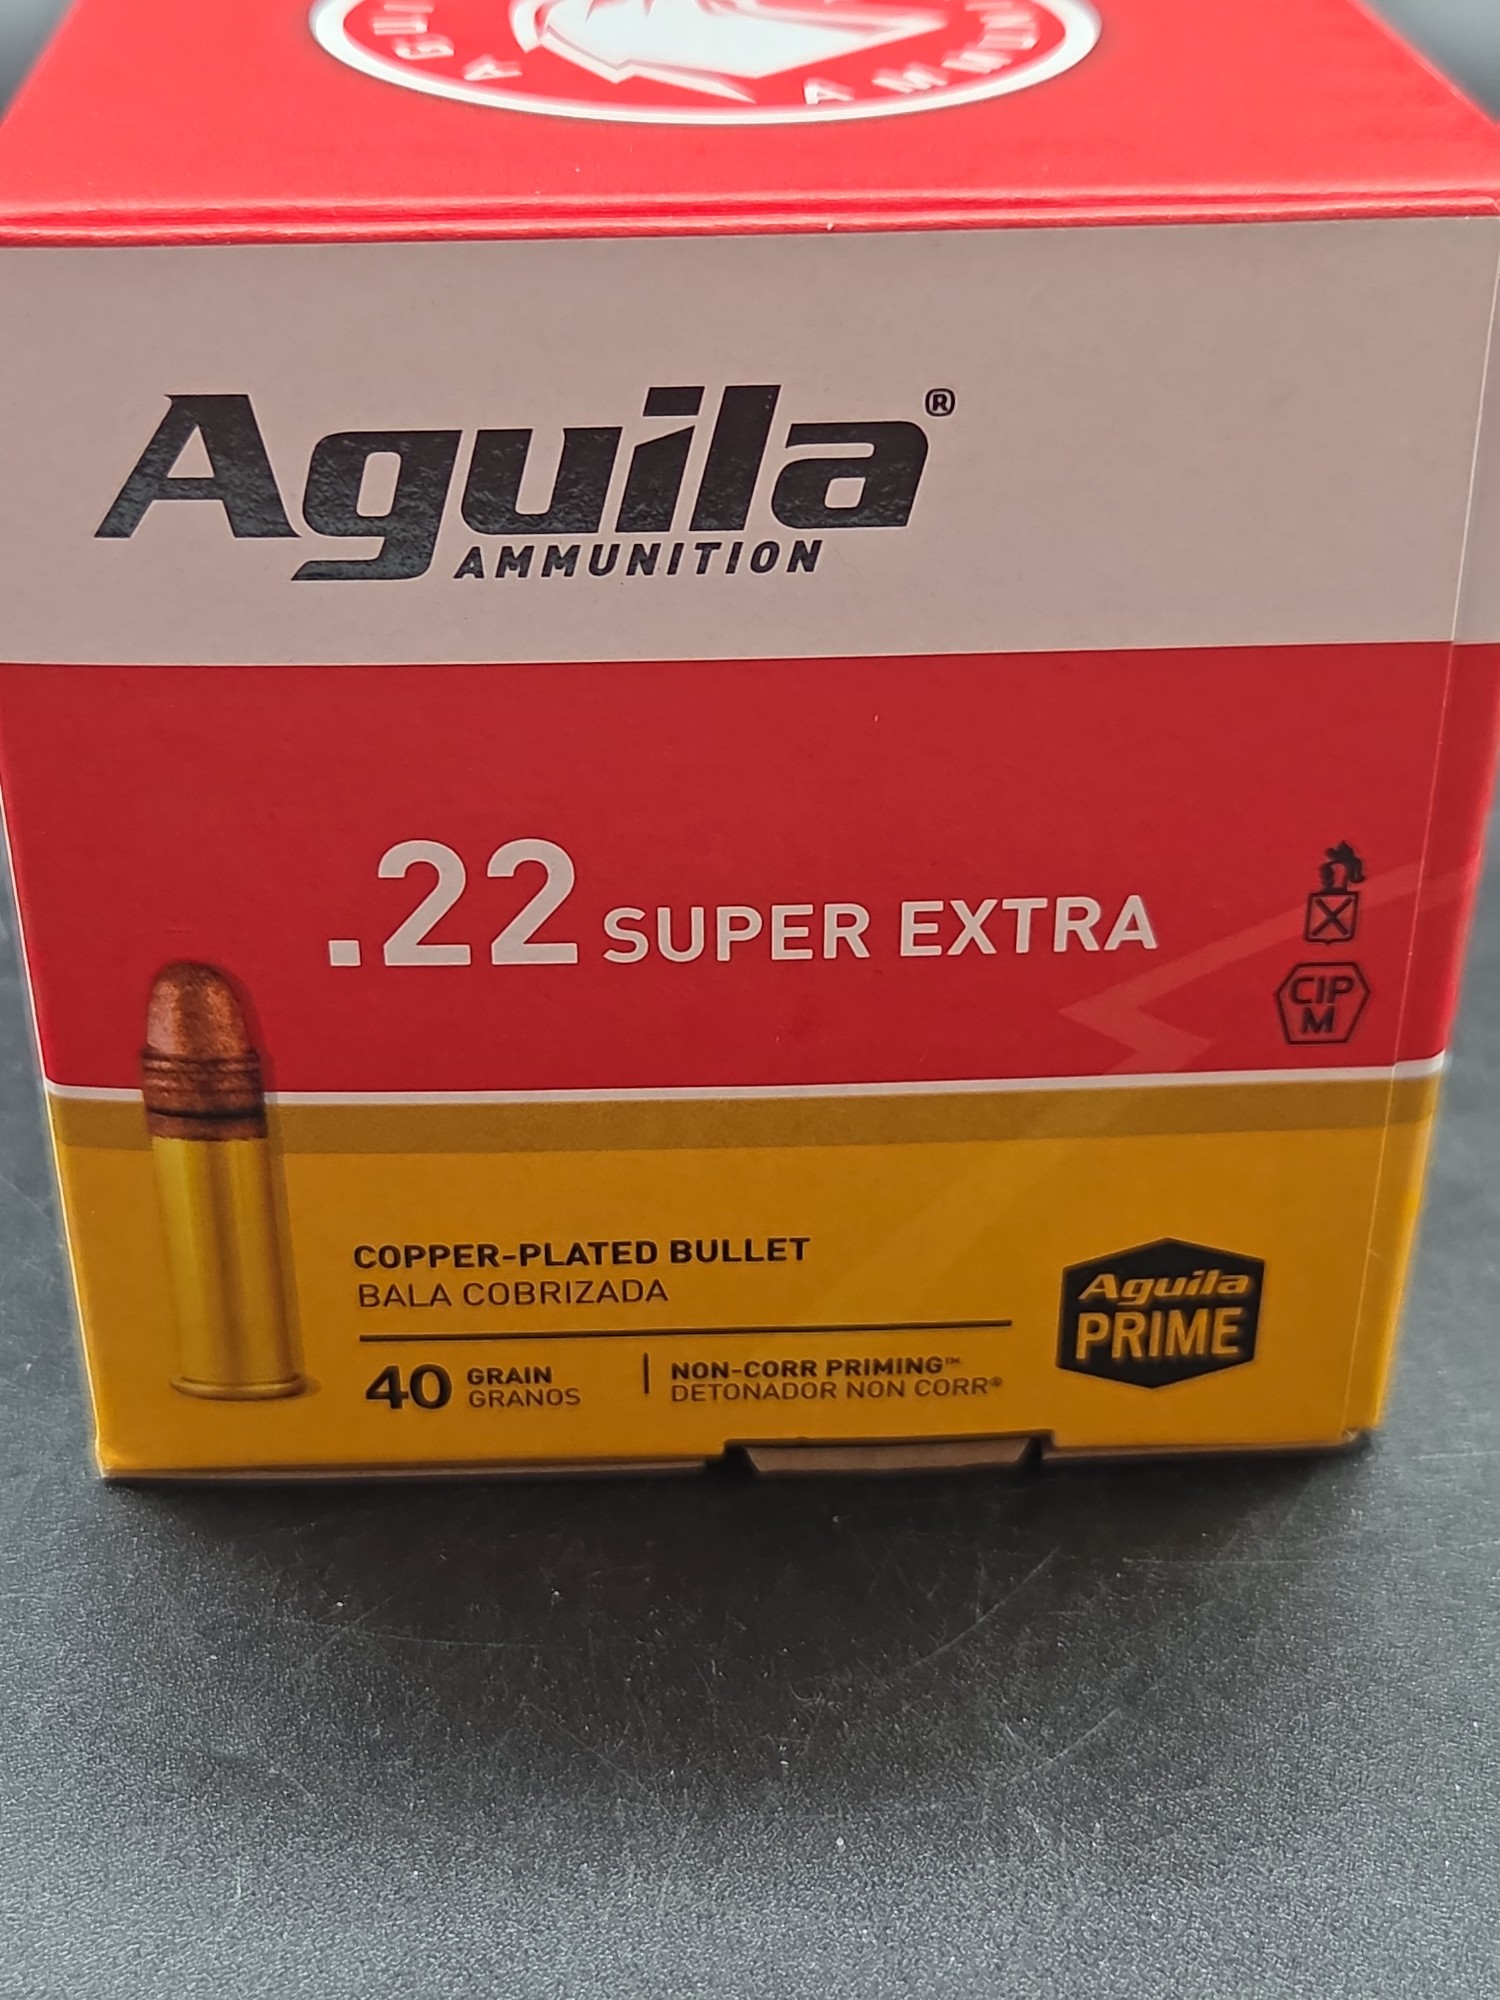 Aguila®
AMMUNITION
.22 SUPER EXTRA
CIP
M
COPPER-PLATED BULLET
BALA COBRIZADA
40 GRAIN
GRANOS
NON-CORR PRIMING™
DETONADOR NON CORR®
Aguila
PRIME